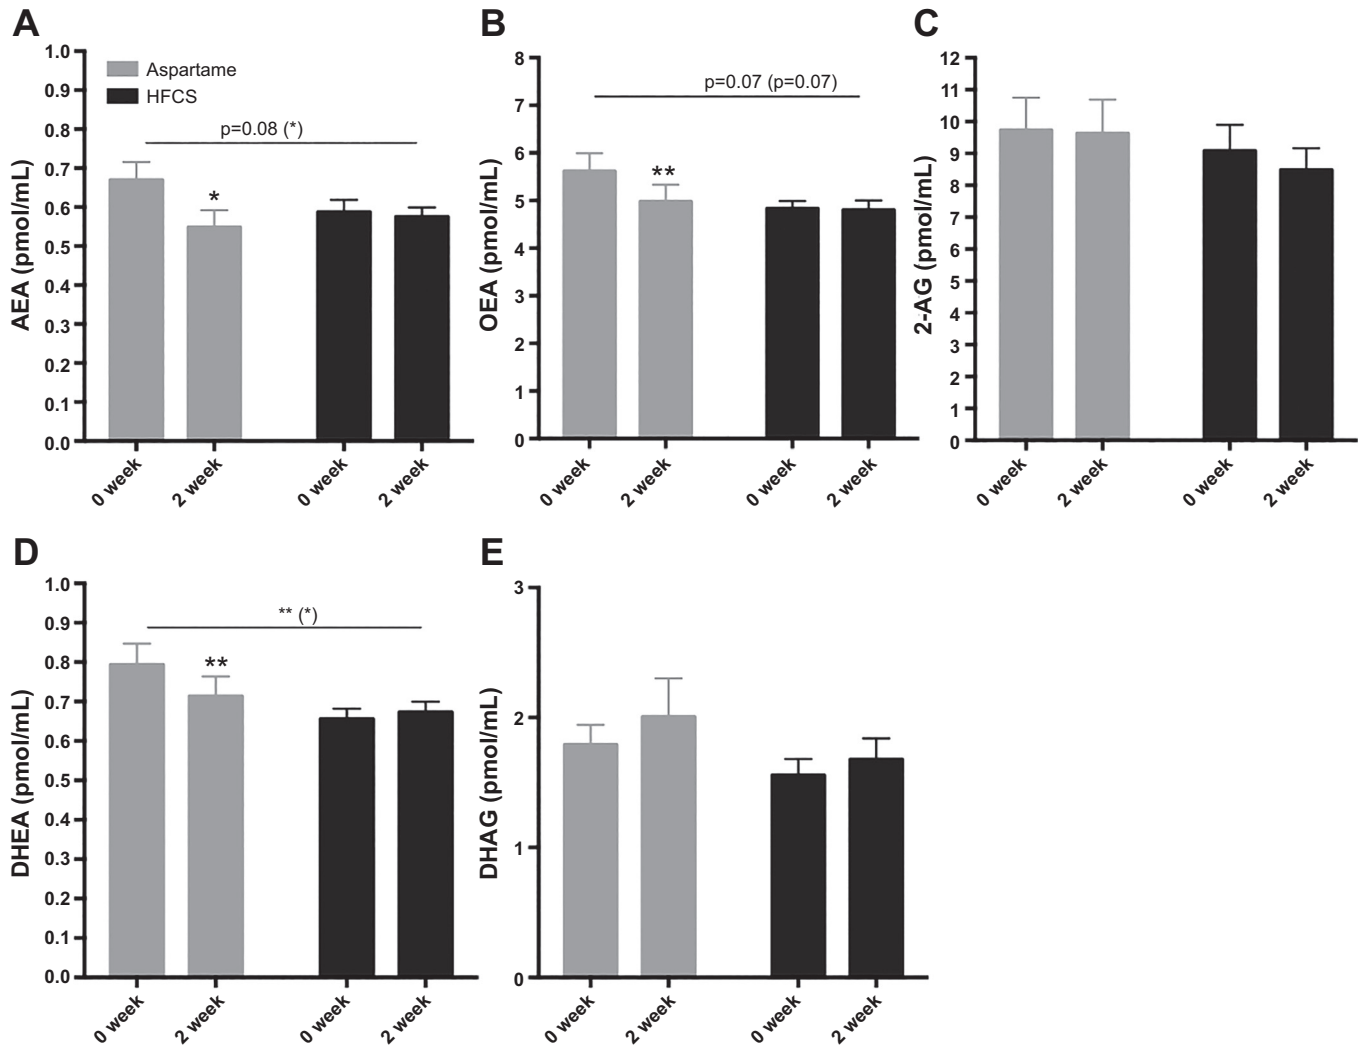 A
AEA (pmol/mL)
1.0
0.9
0.8
0.7
0.6
0.5
0.4
0.3
0.2
0.1
0.0
Aspartame
HFCS
p=0.08 (*)
*
0 week
2 week
0 week
2 week
B
OEA (pmol/mL)
8
7
6
5
4
3
2
1
0
p=0.07 (p=0.07)
**
0 week
2 week
0 week
2 week
C
2-AG (pmol/mL)
12
11
10
9
8
7
6
5
4
3
2
1
0
0 week
2 week
0 week
2 week
D
DHEA (pmol/mL)
1.0
0.9
0.8
0.7
0.6
0.5
0.4
0.3
0.2
0.1
0.0
** (*)
**
0 week
2 week
0 week
2 week
E
DHAG (pmol/mL)
3
2
1
0
0 week
2 week
0 week
2 week